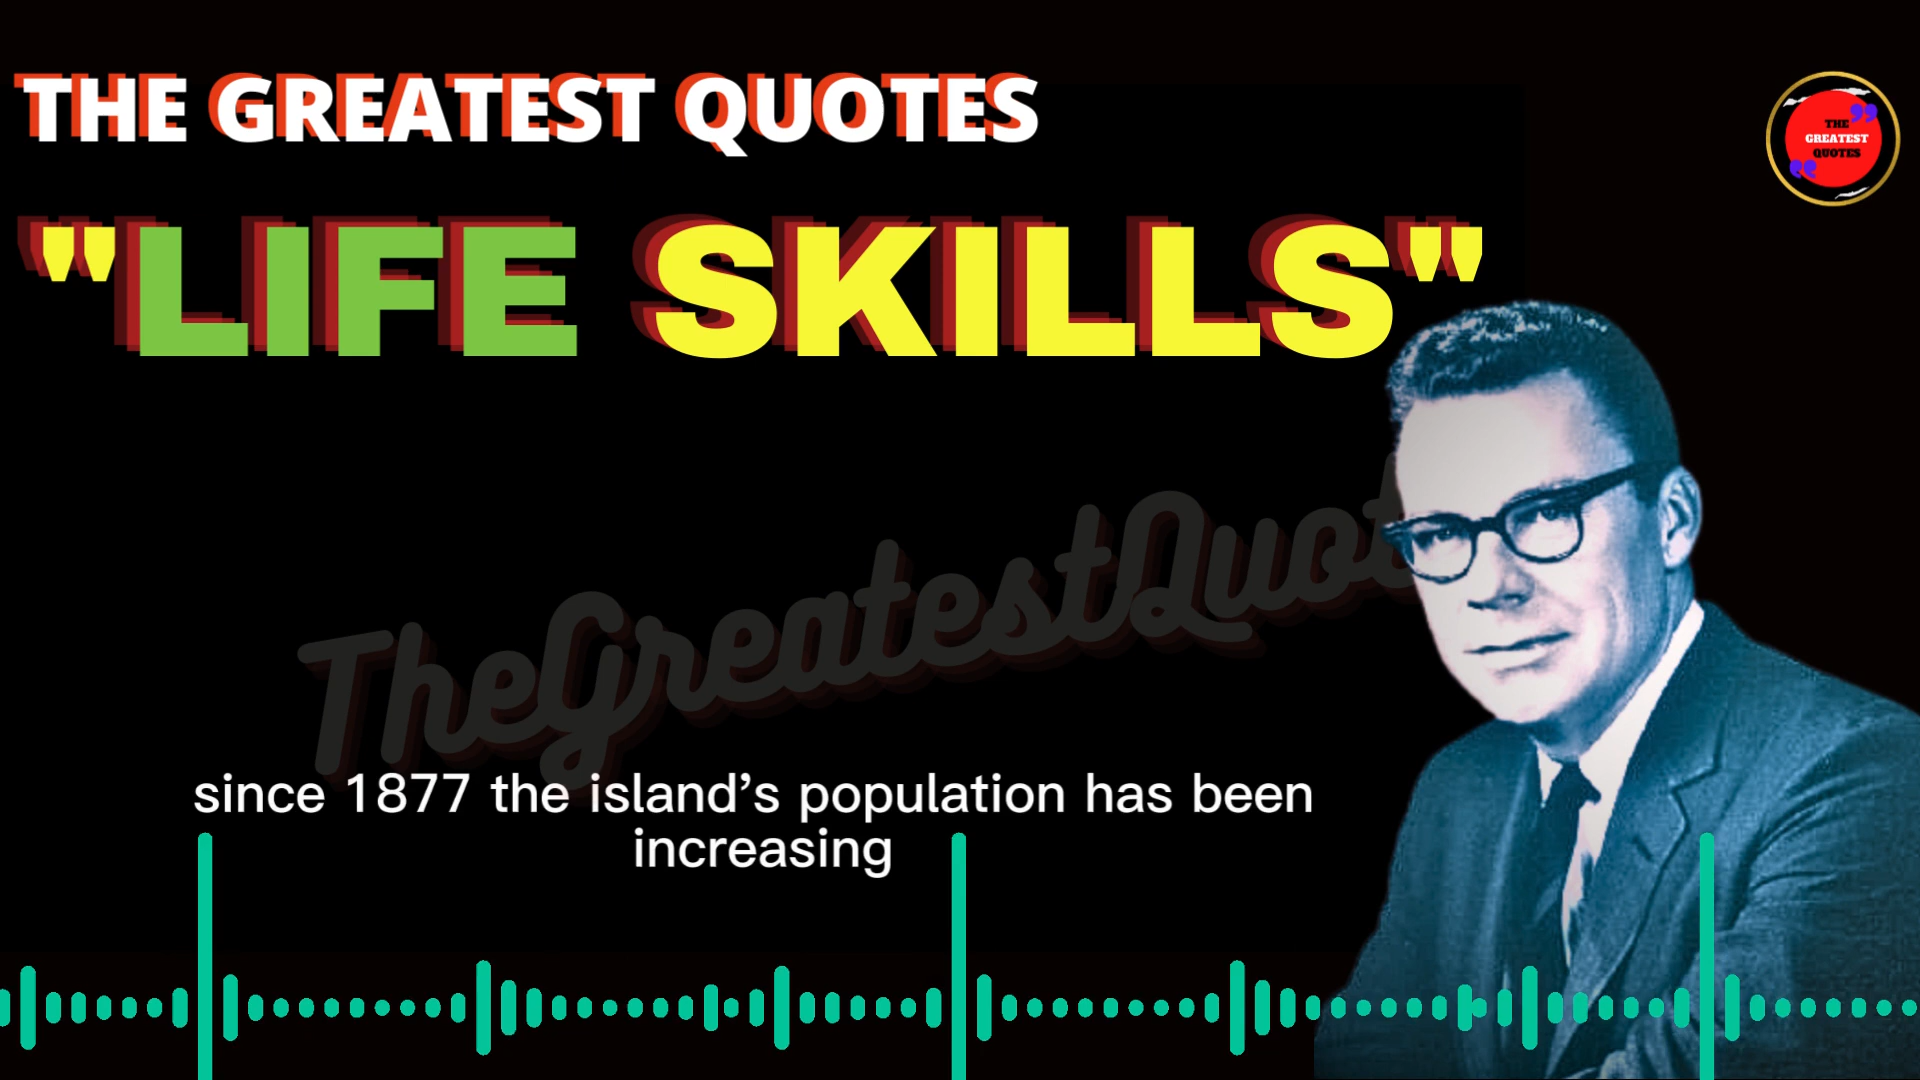 THE GREATEST QUOTES
THE
GREATEST
QUOTES
"LIFE SKILLS"
TheGreatestQuot
since 1877 the island’s population has been
increasing